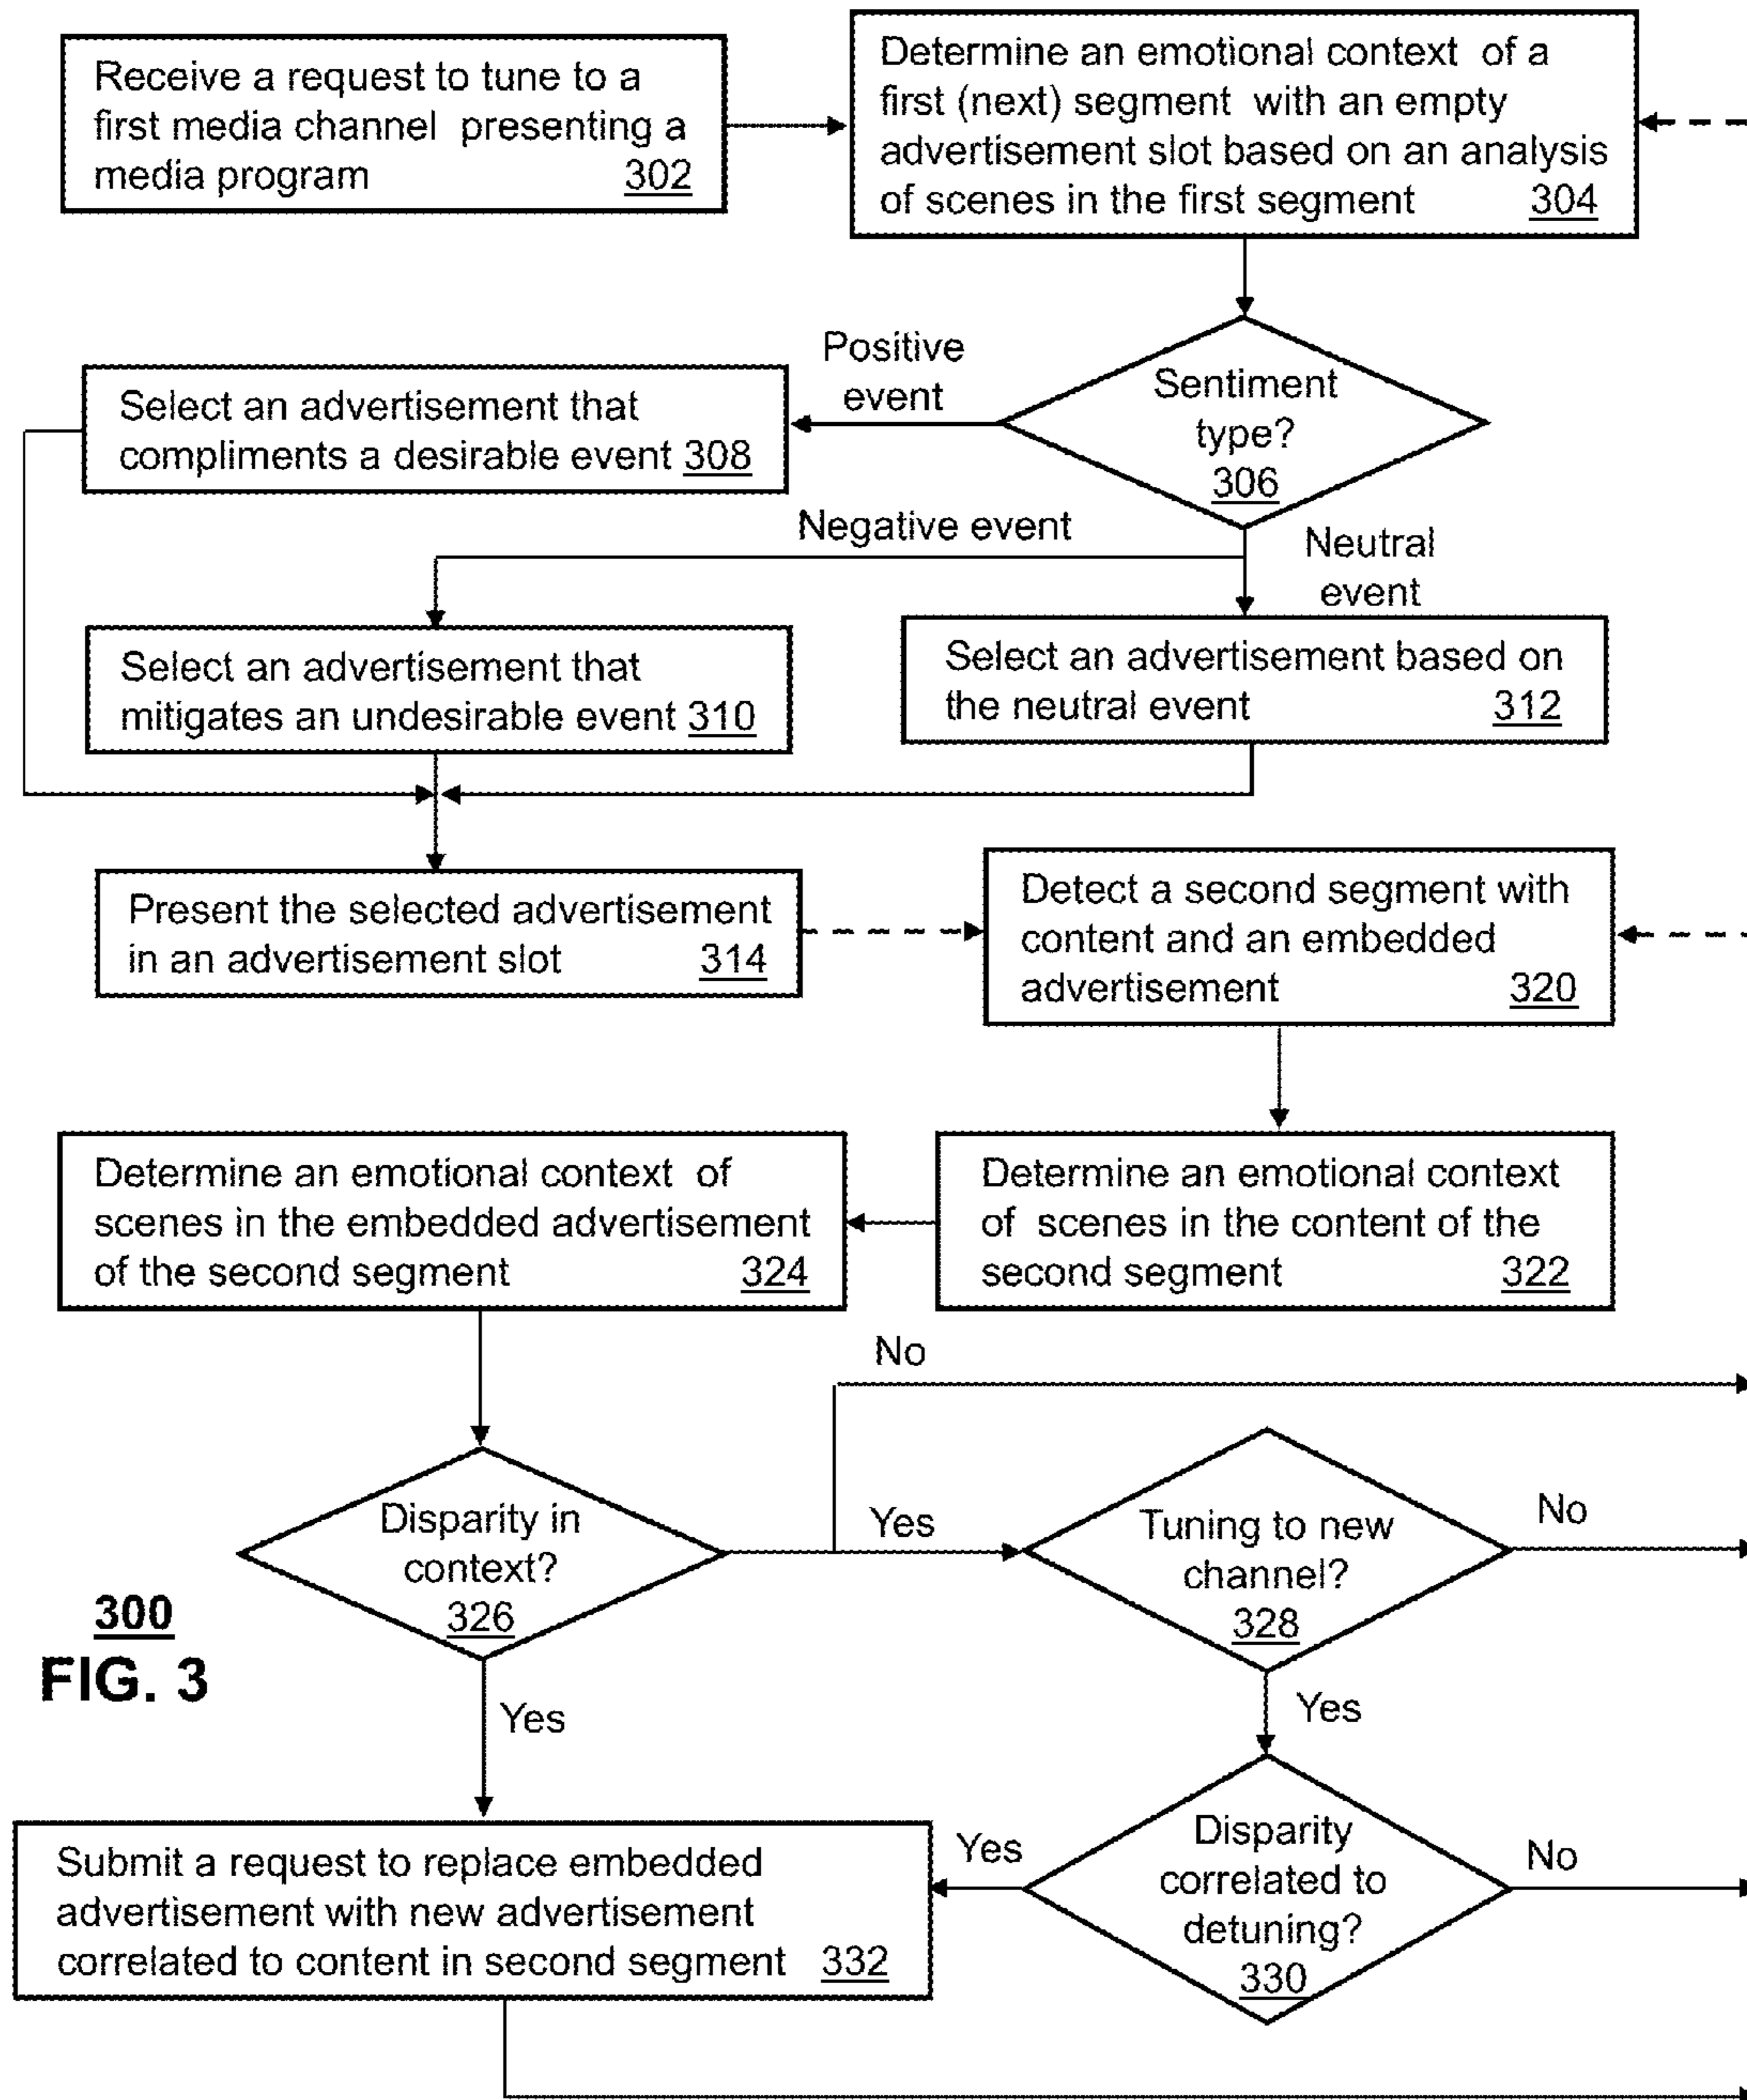 Receive a request to tune to a
first media channel presenting a
media program 302
Determine an emotional context of a
first (next) segment with an empty
advertisement slot based on an analysis
of scenes in the first segment 304
Sentiment
type?
306
Positive
event
Select an advertisement that
compliments a desirable event 308
Negative event
Neutral
event
Select an advertisement that
mitigates an undesirable event 310
Select an advertisement based on
the neutral event 312
Present the selected advertisement
in an advertisement slot 314
Detect a second segment with
content and an embedded
advertisement 320
Determine an emotional context
of scenes in the content of the
second segment 322
Determine an emotional context of
scenes in the embedded advertisement
of the second segment 324
No
Disparity in
context?
326
Yes
Tuning to new
channel?
328
No
300
FIG. 3
Yes
Yes
Disparity
correlated to
detuning?
330
Yes
No
Submit a request to replace embedded
advertisement with new advertisement
correlated to content in second segment 332